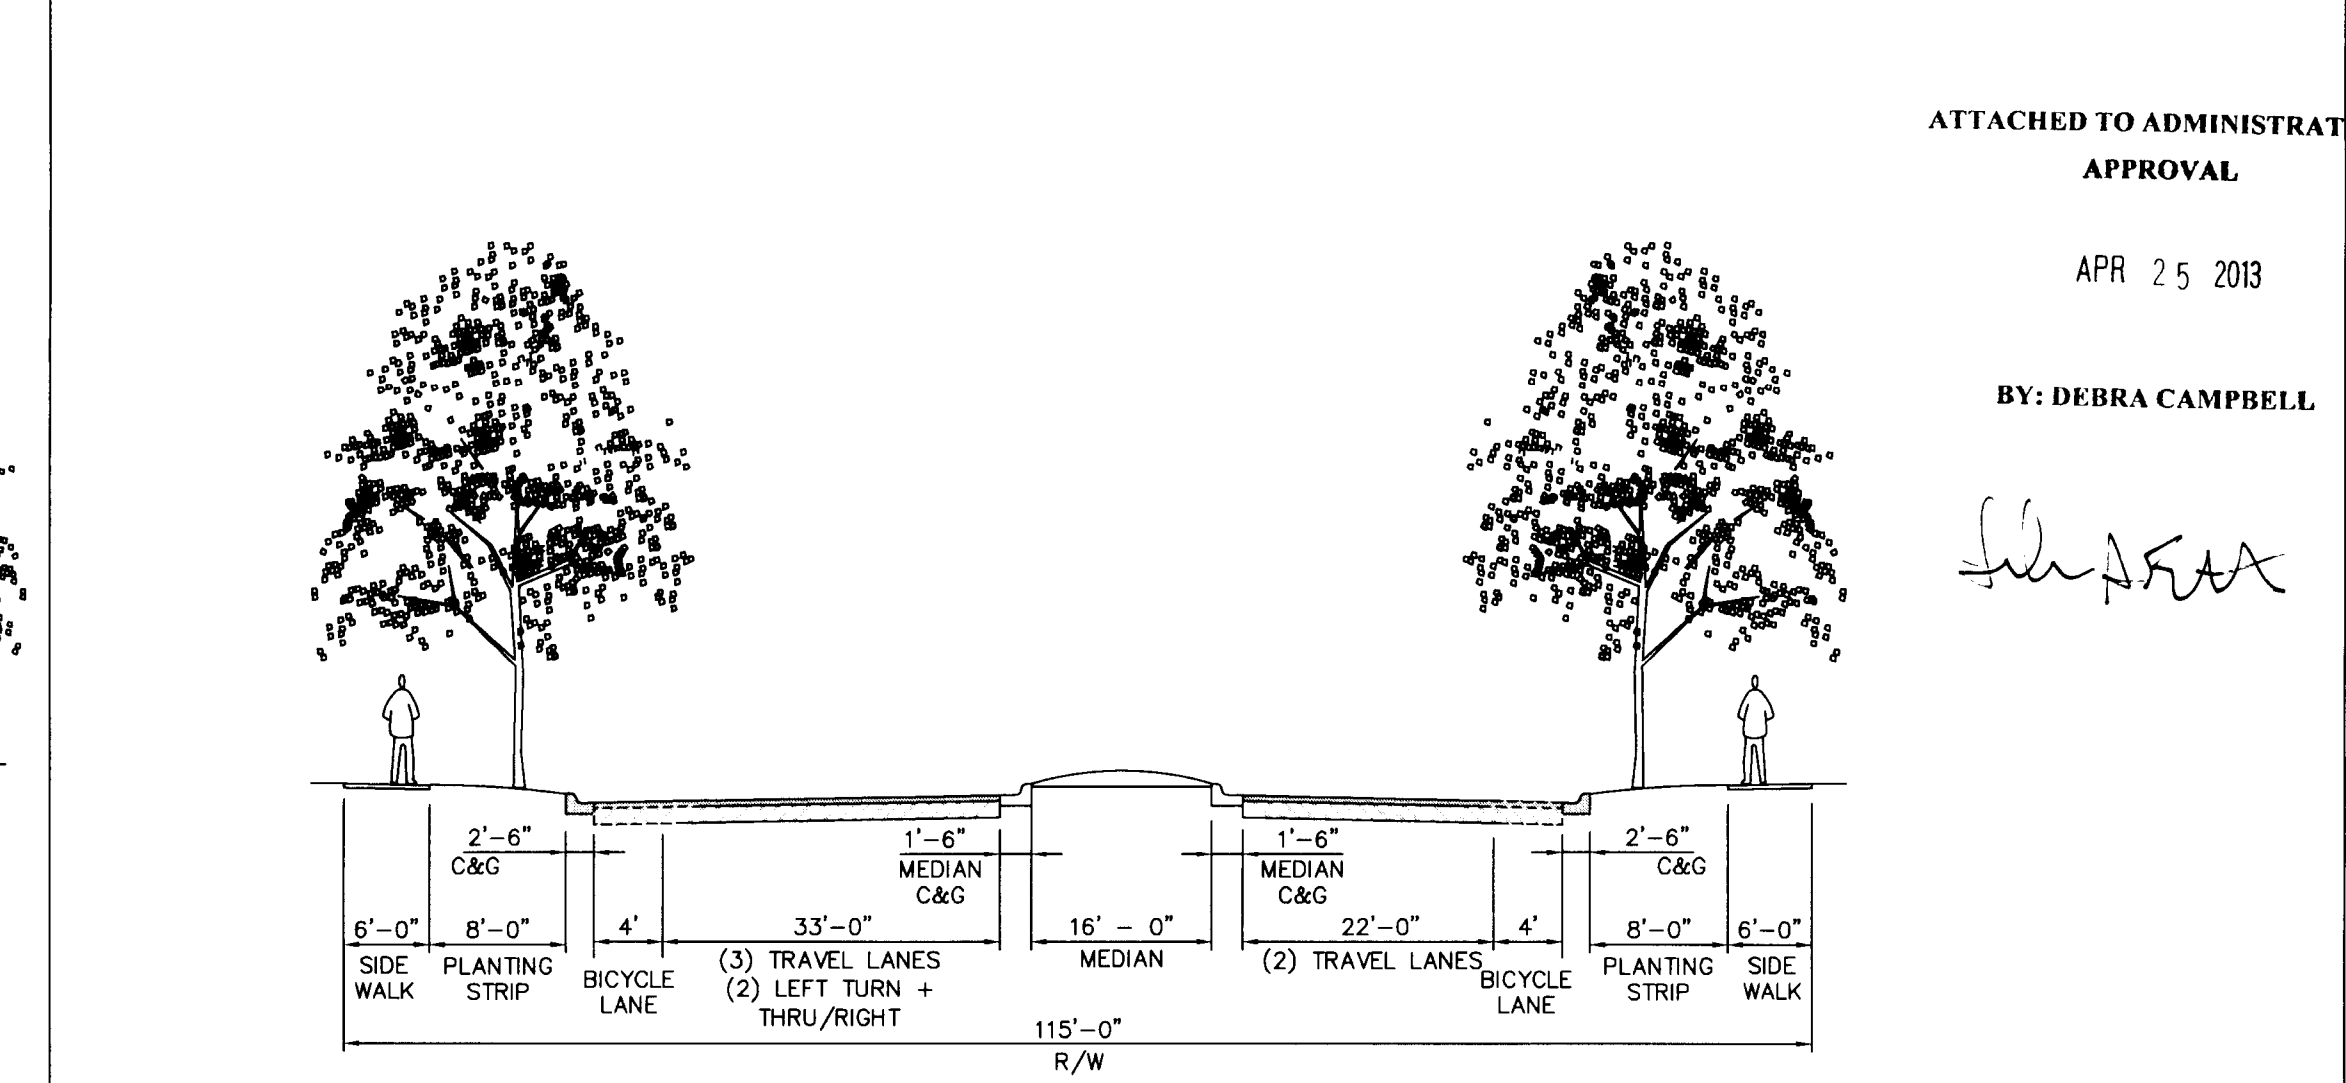 ATTACHED TO ADMINISTRAT
APPROVAL
APR 25 2013
BY: DEBRA CAMPBELL
2'-6"
C&G
1'-6"
MEDIAN
C&G
1'-6"
MEDIAN
C&G
2'-6"
C&G
6'-0"
SIDE
WALK
8'-0"
PLANTING
STRIP
4'
BICYCLE
LANE
33'-0"
(3) TRAVEL LANES
(2) LEFT TURN +
THRU/RIGHT
16' - 0"
MEDIAN
22'-0"
(2) TRAVEL LANES
4'
BICYCLE
LANE
8'-0"
PLANTING
STRIP
6'-0"
SIDE
WALK
115'-0"
R/W